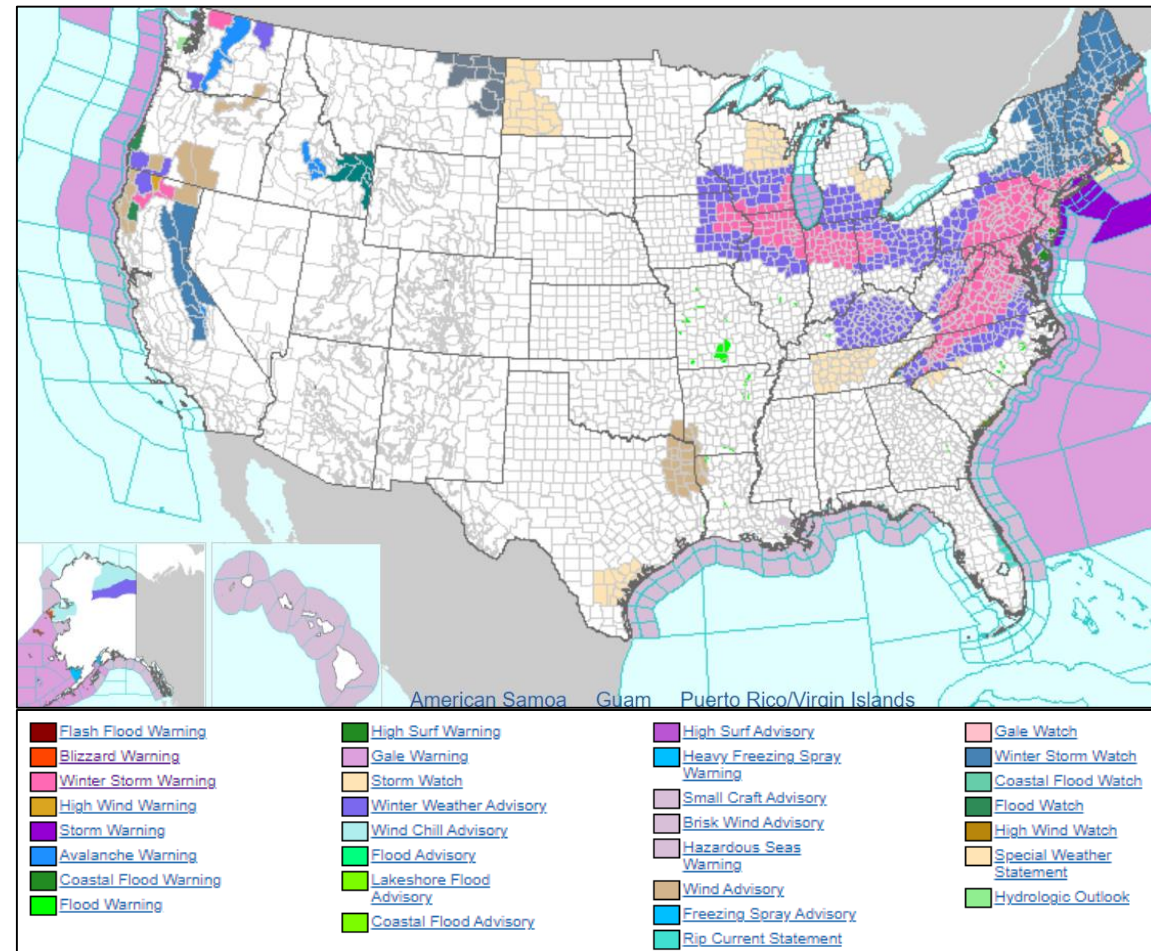 American Samoa Guam Puerto Rico/Virgin Islands
Flash Flood Warning
Blizzard Warning
Winter Storm Warning
High Wind Warning
Storm Warning
Avalanche Warning
Coastal Flood Warning
Flood Warning
High Surf Warning
Gale Warning
Storm Watch
Winter Weather Advisory
Wind Chill Advisory
Flood Advisory
Lakeshore Flood
Advisory
Coastal Flood Advisory
High Surf Advisory
Heavy Freezing Spray
Warning
Small Craft Advisory
Brisk Wind Advisory
Hazardous Seas
Warning
Wind Advisory
Freezing Spray Advisory
Rip Current Statement
Gale Watch
Winter Storm Watch
Coastal Flood Watch
Flood Watch
High Wind Watch
Special Weather
Statement
Hydrologic Outlook